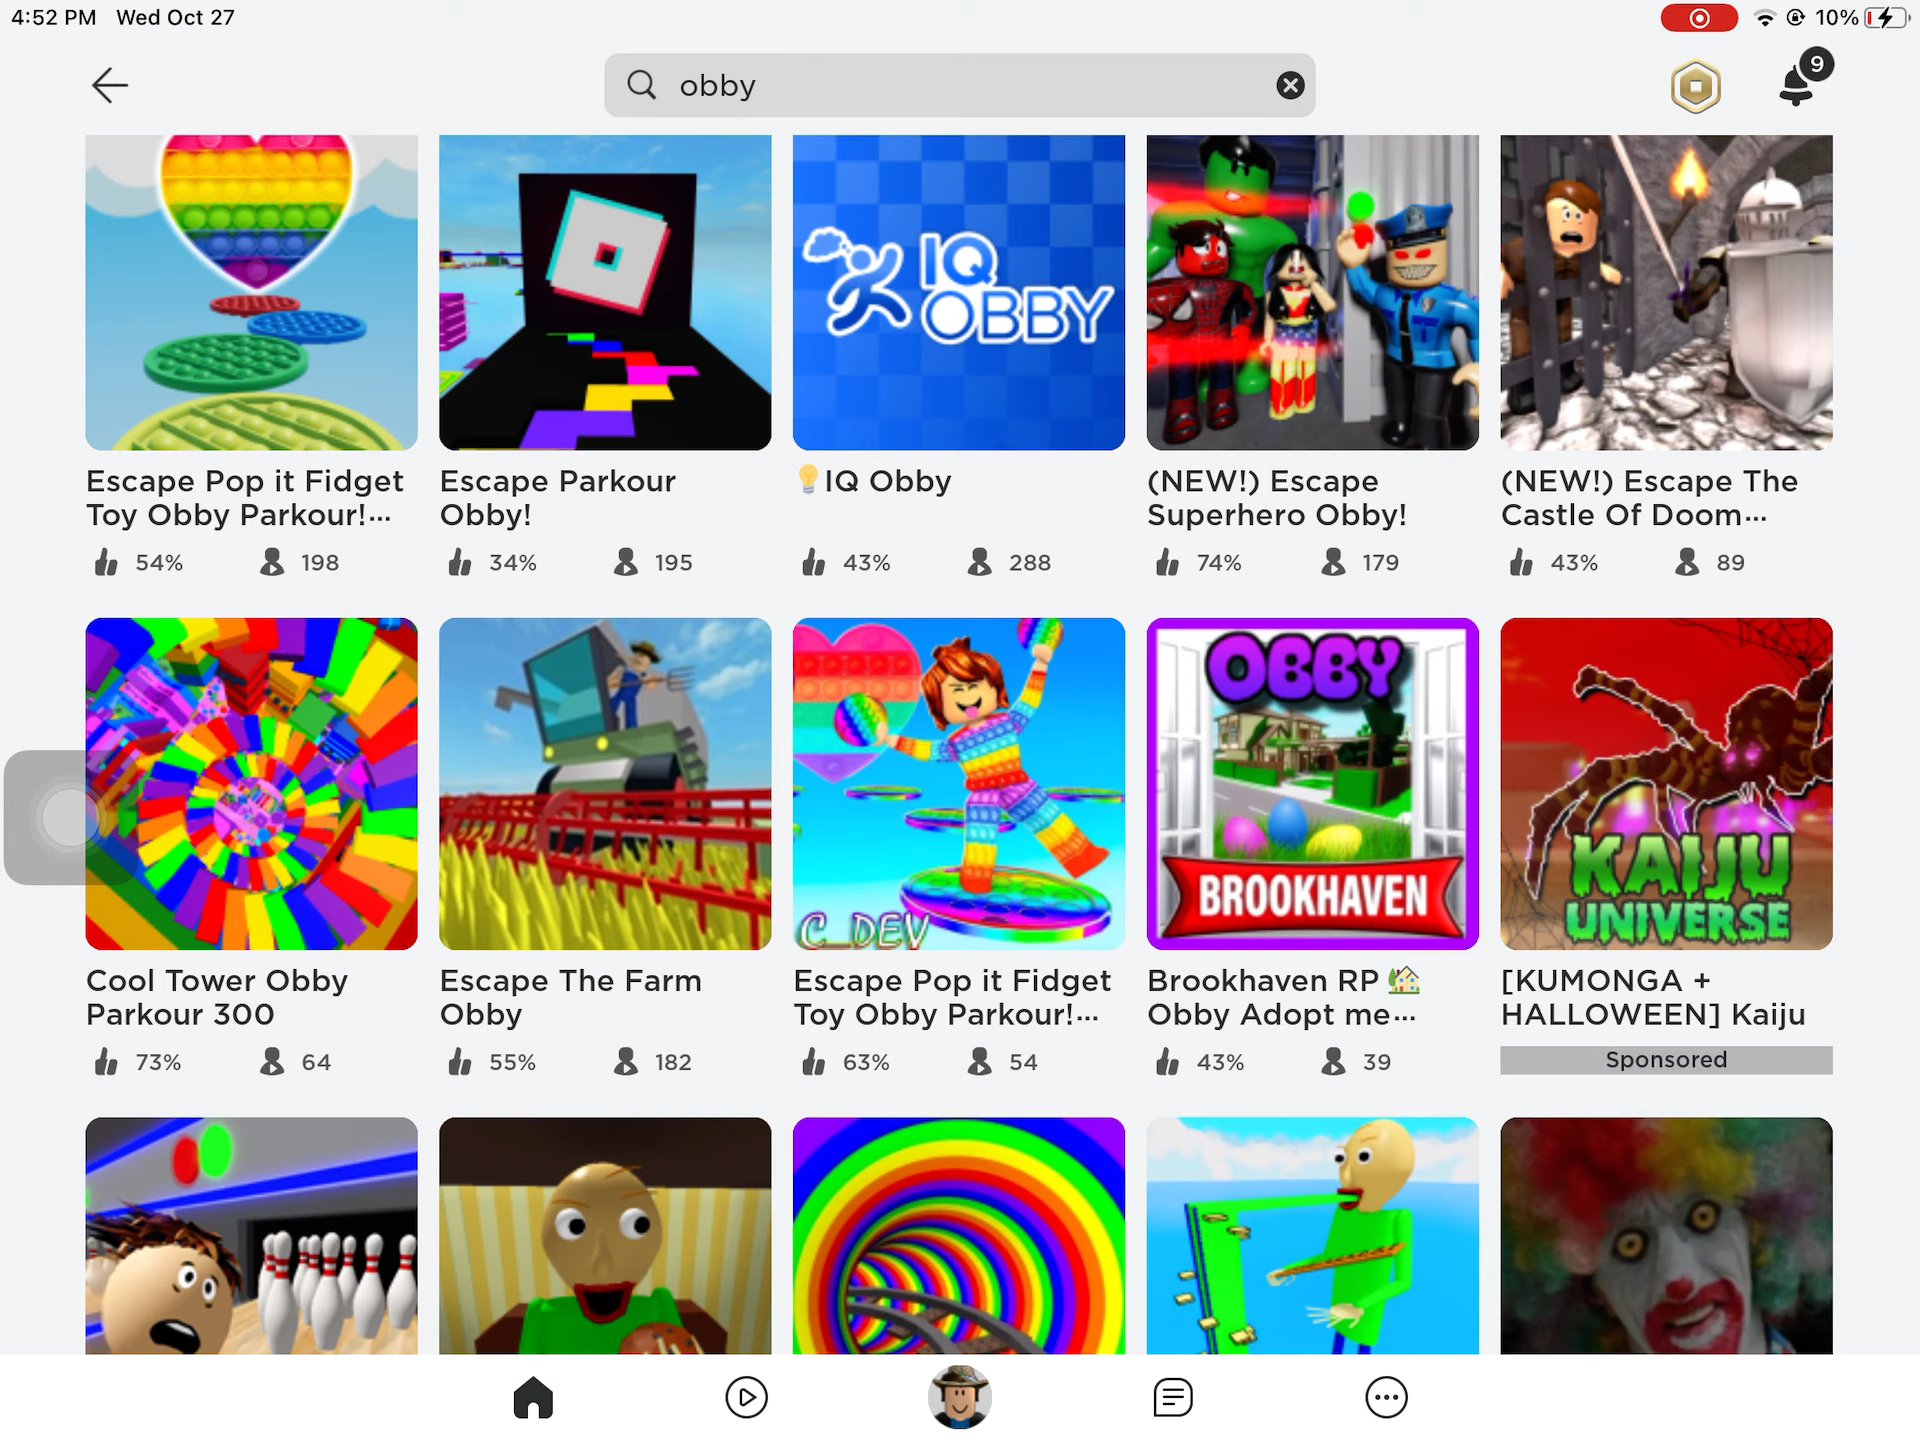 4:52 PM Wed Oct 27
10%
obby
9
IQ
OBBY
Escape Pop it Fidget
Toy Obby Parkour!...
54% 198
Escape Parkour
Obby!
34% 195
IQ Obby
43% 288
(NEW!) Escape
Superhero Obby!
74% 179
(NEW!) Escape The
Castle Of Doom...
43% 89
C_DEV
OBBY
BROOKHAVEN
KAIJU
UNIVERSE
Cool Tower Obby
Parkour 300
73% 64
Escape The Farm
Obby
55% 182
Escape Pop it Fidget
Toy Obby Parkour!...
63% 54
Brookhaven RP 🏡
Obby Adopt me...
43% 39
[KUMONGA +
HALLOWEEN] Kaiju
Sponsored